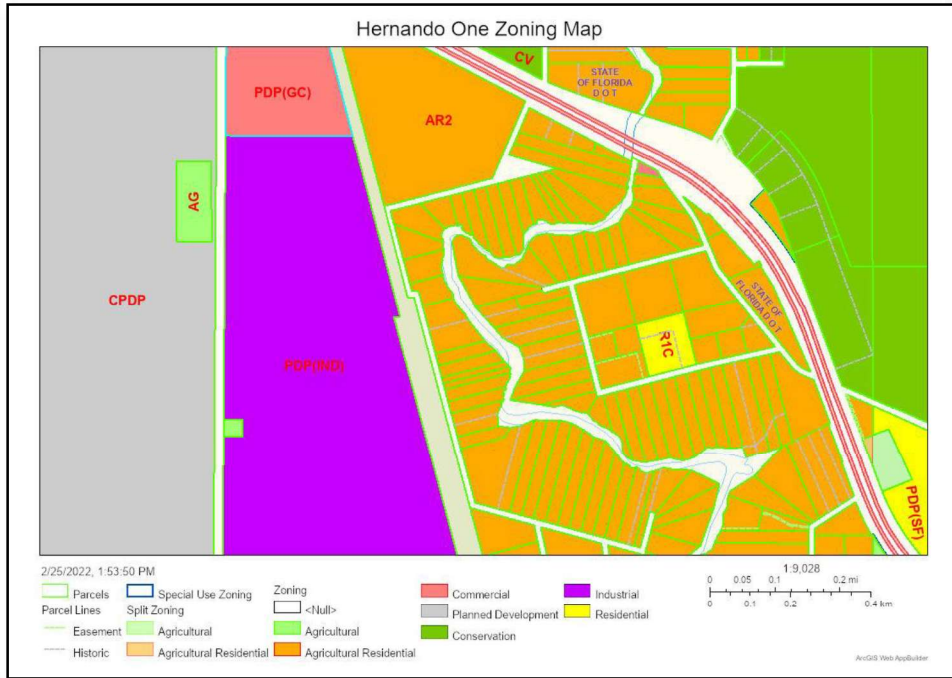 Hernando One Zoning Map
CV
STATE
OF FLORIDA
D O T
PDP(GC)
AR2
AG
CPDP
STATE OF
FLORIDA D O T
R1C
PDP(IND)
PDP(SF)
2/25/2022, 1:53:50 PM
Parcels
Parcel Lines
Easement
Historic
Special Use Zoning
Split Zoning
Agricultural
Agricultural Residential
Zoning
<Null>
Agricultural
Agricultural Residential
Commercial
Planned Development
Conservation
Industrial
Residential
1:9,028
0 0.05 0.1 0.2 mi
0 0.1 0.2 0.4 km
ArcGIS Web AppBuilder